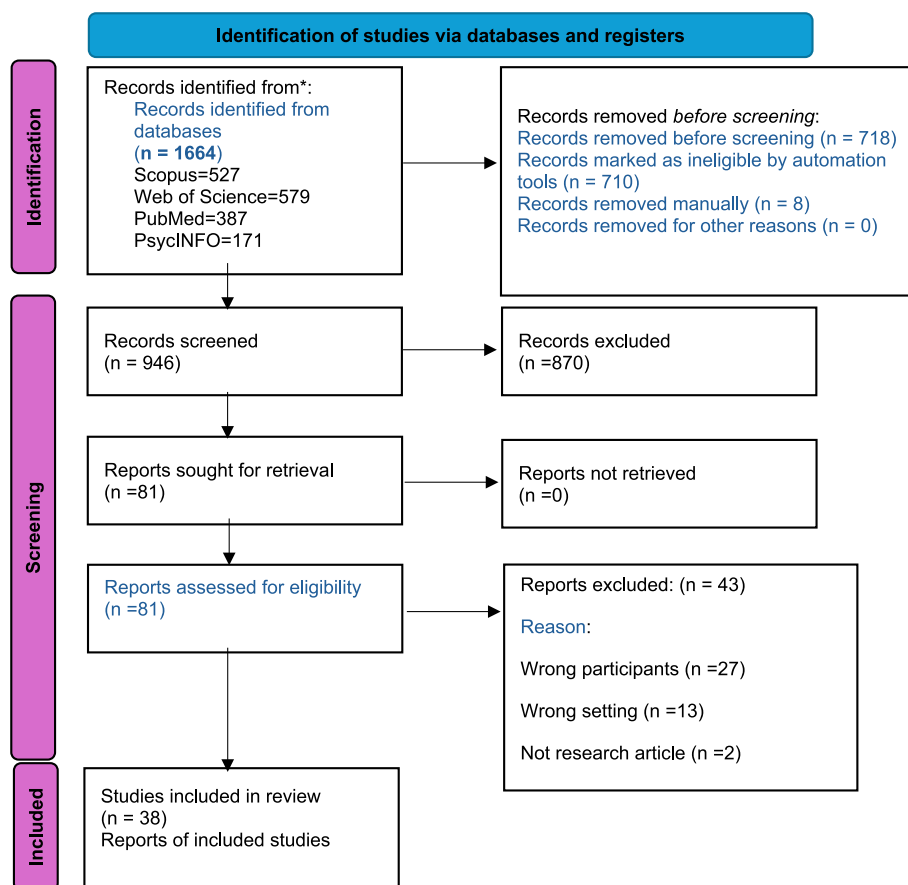 Identification of studies via databases and registers
Identification
Records identified from*:
Records identified from
databases
(n = 1664)
Scopus=527
Web of Science=579
PubMed=387
PsycINFO=171
Records removed before screening:
Records removed before screening (n = 718)
Records marked as ineligible by automation
tools (n = 710)
Records removed manually (n = 8)
Records removed for other reasons (n = 0)
Screening
Records screened
(n = 946)
Records excluded
(n =870)
Reports sought for retrieval
(n =81)
Reports not retrieved
(n =0)
Reports assessed for eligibility
(n =81)
Reports excluded: (n = 43)
Reason:
Wrong participants (n =27)
Wrong setting (n =13)
Not research article (n =2)
Included
Studies included in review
(n = 38)
Reports of included studies